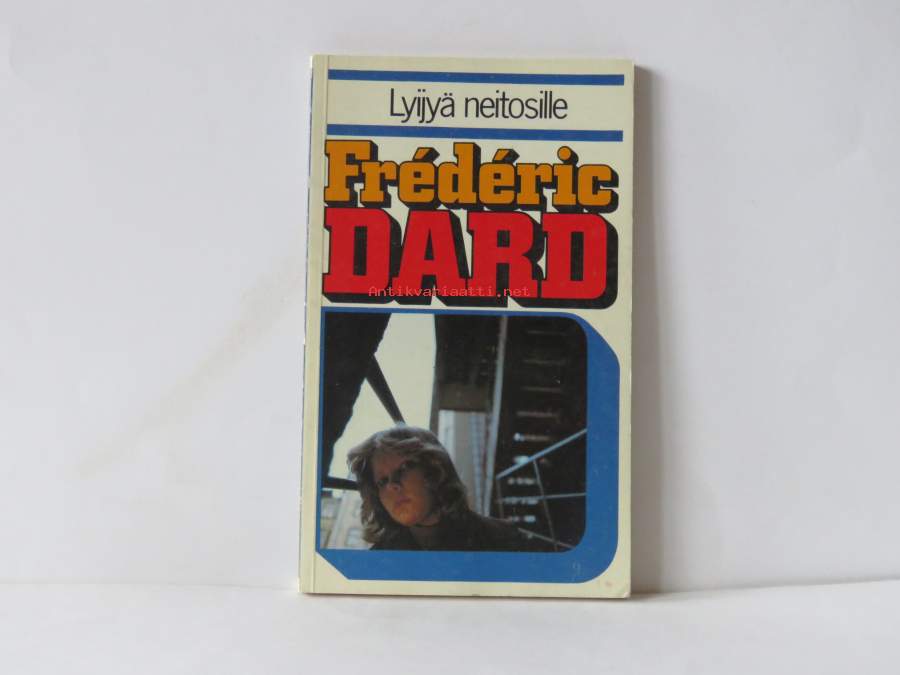 Lyijyä neitosille
Frédéric
DARD
Antikvariaatti.net